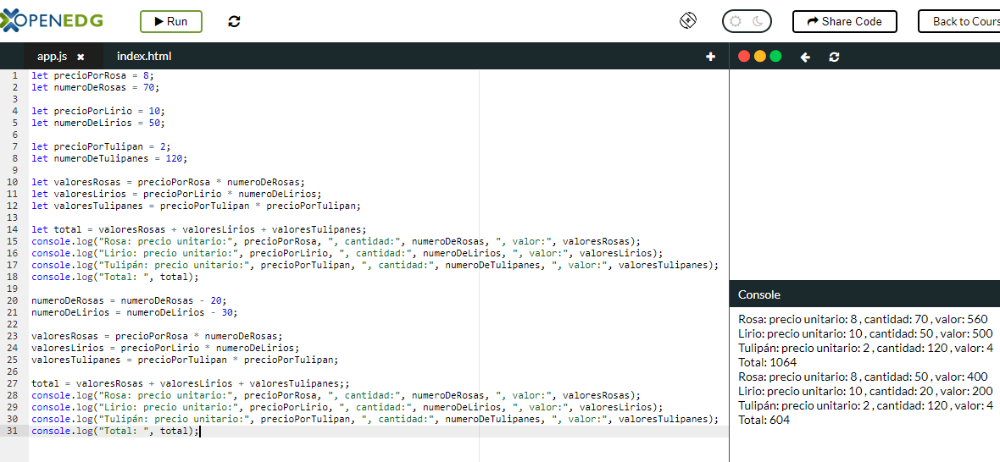 OPENEDG
Run
Share Code
Back to Cours
app.js x
index.html
+
1 let precioPorRosa = 8;
2 let numeroDeRosas = 70;
3
4 let precioPorLirio = 10;
5 let numeroDeLirios = 50;
6
7 let precioPorTulipan = 2;
8 let numeroDeTulipanes = 120;
9
10 let valoresRosas = precioPorRosa * numeroDeRosas;
11 let valoresLirios = precioPorLirio * numeroDeLirios;
12 let valoresTulipanes = precioPorTulipan * precioPorTulipan;
13
14 let total = valoresRosas + valoresLirios + valoresTulipanes;
15 console.log("Rosa: precio unitario:", precioPorRosa, ", cantidad:", numeroDeRosas, ", valor:", valoresRosas);
16 console.log("Lirio: precio unitario:", precioPorLirio, ", cantidad:", numeroDeLirios, ", valor:", valoresLirios);
17 console.log("Tulipán: precio unitario:", precioPorTulipan, ", cantidad:", numeroDeTulipanes, ", valor:", valoresTulipanes);
18 console.log("Total: ", total);
19
20 numeroDeRosas = numeroDeRosas - 20;
21 numeroDeLirios = numeroDeLirios - 30;
22
23 valoresRosas = precioPorRosa * numeroDeRosas;
24 valoresLirios = precioPorLirio * numeroDeLirios;
25 valoresTulipanes = precioPorTulipan * precioPorTulipan;
26
27 total = valoresRosas + valoresLirios + valoresTulipanes;;
28 console.log("Rosa: precio unitario:", precioPorRosa, ", cantidad:", numeroDeRosas, ", valor:", valoresRosas);
29 console.log("Lirio: precio unitario:", precioPorLirio, ", cantidad:", numeroDeLirios, ", valor:", valoresLirios);
30 console.log("Tulipán: precio unitario:", precioPorTulipan, ", cantidad:", numeroDeTulipanes, ", valor:", valoresTulipanes);
31 console.log("Total: ", total);
Console
Rosa: precio unitario: 8 , cantidad: 70 , valor: 560
Lirio: precio unitario: 10 , cantidad: 50 , valor: 500
Tulipán: precio unitario: 2 , cantidad: 120 , valor: 4
Total: 1064
Rosa: precio unitario: 8 , cantidad: 50 , valor: 400
Lirio: precio unitario: 10 , cantidad: 20 , valor: 200
Tulipán: precio unitario: 2 , cantidad: 120 , valor: 4
Total: 604